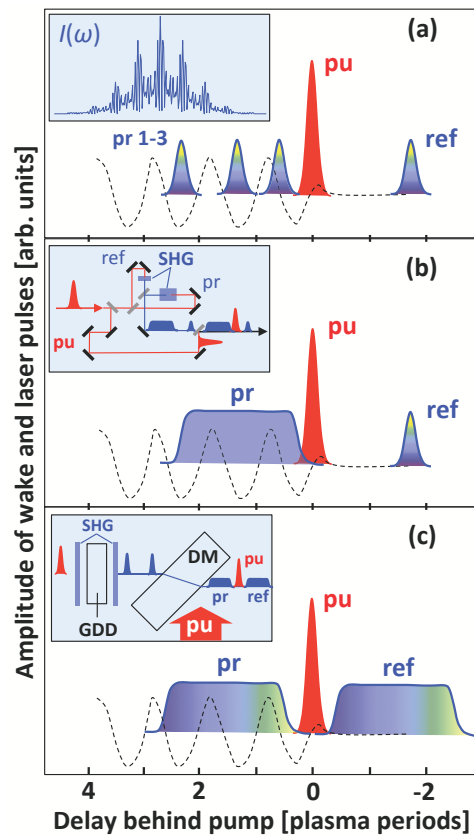 Amplitude of wake and laser pulses [arb. units]
I(ω)
(a)
pu
pr 1-3
ref
(b)
ref
SHG
pr
pu
pu
pr
ref
(c)
SHG
DM
pu
pr
ref
GDD
pu
pu
pr
ref
4
2
0
-2
Delay behind pump [plasma periods]